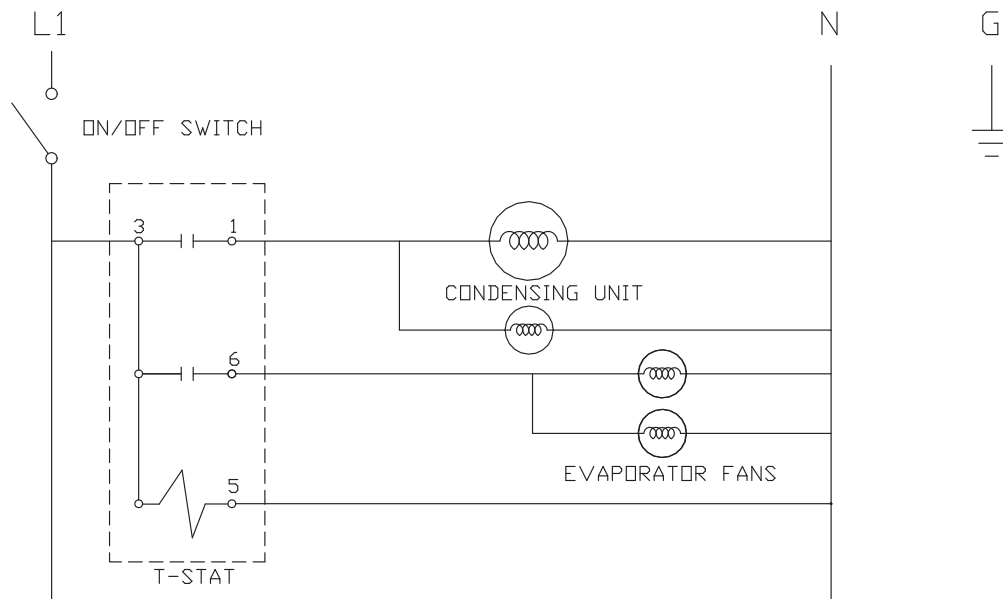 L1 N G
ON/OFF SWITCH
3 1
CONDENSING UNIT
6
EVAPORATOR FANS
5
T-STAT